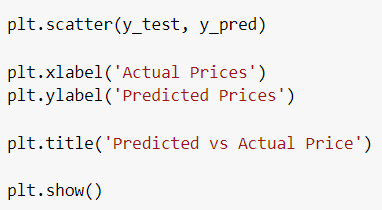 plt.scatter(y_test, y_pred)
plt.xlabel('Actual Prices')
plt.ylabel('Predicted Prices')
plt.title('Predicted vs Actual Price')
plt.show()